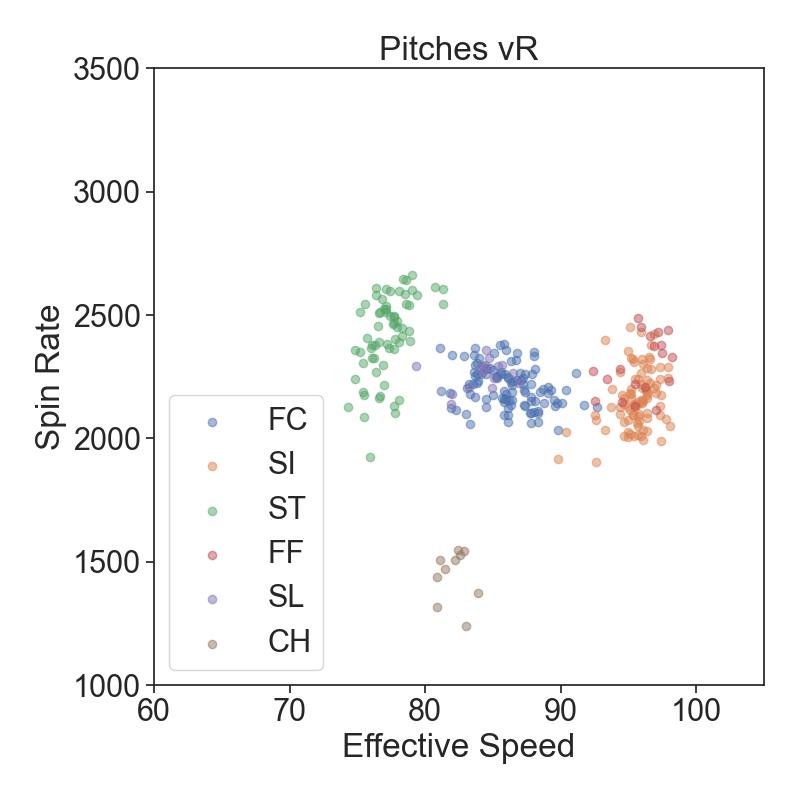 Pitches vR
3500
3000
2500
2000
1500
1000
Spin Rate
FC
SI
ST
FF
SL
CH
60 70 80 90 100
Effective Speed